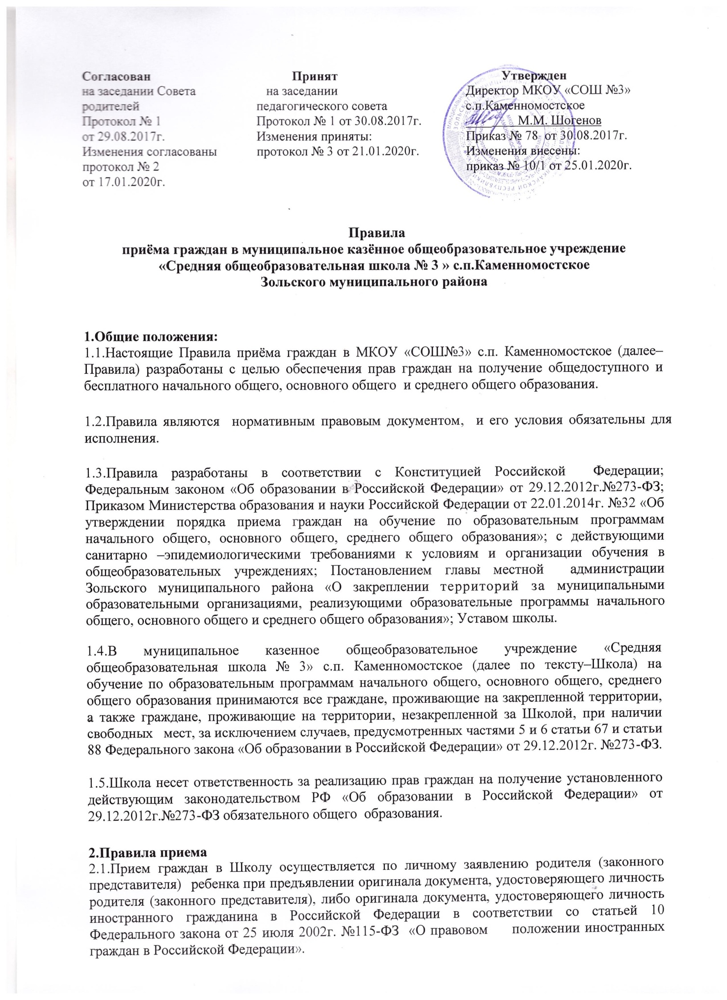 Согласован
на заседании Совета
родителей
Протокол № 1
от 29.08.2017г.
Изменения согласованы
протокол № 2
от 17.01.2020г.
Принят
на заседании
педагогического совета
Протокол № 1 от 30.08.2017г.
Изменения приняты:
протокол № 3 от 21.01.2020г.
Утвержден
Директор МКОУ «СОШ №3»
с.п.Каменномостское
М.М. Шогенов
Приказ № 78 от 30.08.2017г.
Изменения внесены:
приказ № 10/1 от 25.01.2020г.
Правила
приёма граждан в муниципальное казённое общеобразовательное учреждение
«Средняя общеобразовательная школа № 3 » с.п.Каменномостское
Зольского муниципального района
1.Общие положения:
1.1.Настоящие Правила приёма граждан в МКОУ «СОШ№3» с.п. Каменномостское (далее–
Правила) разработаны с целью обеспечения прав граждан на получение общедоступного и
бесплатного начального общего, основного общего и среднего общего образования.
1.2.Правила являются нормативным правовым документом, и его условия обязательны для
исполнения.
1.3.Правила разработаны в соответствии с Конституцией Российской Федерации;
Федеральным законом «Об образовании в Российской Федерации» от 29.12.2012г.№273-ФЗ;
Приказом Министерства образования и науки Российской Федерации от 22.01.2014г. №32 «Об
утверждении порядка приема граждан на обучение по образовательным программам
начального общего, основного общего, среднего общего образования»; с действующими
санитарно –эпидемиологическими требованиями к условиям и организации обучения в
общеобразовательных учреждениях; Постановлением главы местной администрации
Зольского муниципального района «О закреплении территорий за муниципальными
образовательными организациями, реализующими образовательные программы начального
общего, основного общего и среднего общего образования»; Уставом школы.
1.4.В муниципальное казенное общеобразовательное учреждение «Средняя
общеобразовательная школа № 3» с.п. Каменномостское (далее по тексту–Школа) на
обучение по образовательным программам начального общего, основного общего, среднего
общего образования принимаются все граждане, проживающие на закрепленной территории,
а также граждане, проживающие на территории, незакрепленной за Школой, при наличии
свободных мест, за исключением случаев, предусмотренных частями 5 и 6 статьи 67 и статьи
88 Федерального закона «Об образовании в Российской Федерации» от 29.12.2012г. №273-ФЗ.
1.5.Школа несет ответственность за реализацию прав граждан на получение установленного
действующим законодательством РФ «Об образовании в Российской Федерации» от
29.12.2012г.№273-ФЗ обязательного общего образования.
2.Правила приема
2.1.Прием граждан в Школу осуществляется по личному заявлению родителя (законного
представителя) ребенка при предъявлении оригинала документа, удостоверяющего личность
родителя (законного представителя), либо оригинала документа, удостоверяющего личность
иностранного гражданина в Российской Федерации в соответствии со статьей 10
Федерального закона от 25 июля 2002г. №115-ФЗ «О правовом положении иностранных
граждан в Российской Федерации».